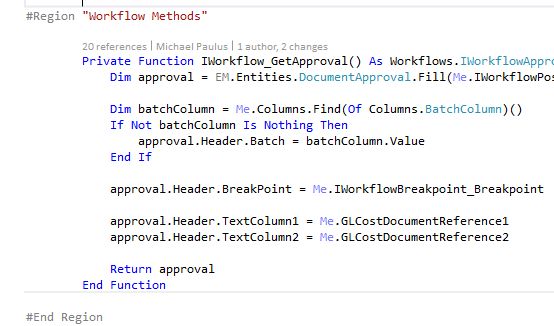 #Region "Workflow Methods"
20 references | Michael Paulus | 1 author, 2 changes
Private Function IWorkflow_GetApproval() As Workflows.IWorkflowAppro
Dim approval = EM.Entities.DocumentApproval.Fill(Me.IWorkflowPos
Dim batchColumn = Me.Columns.Find(Of Columns.BatchColumn)()
If Not batchColumn Is Nothing Then
approval.Header.Batch = batchColumn.Value
End If
approval.Header.BreakPoint = Me.IWorkflowBreakpoint_Breakpoint
approval.Header.TextColumn1 = Me.GLCostDocumentReference1
approval.Header.TextColumn2 = Me.GLCostDocumentReference2
Return approval
End Function
#End Region